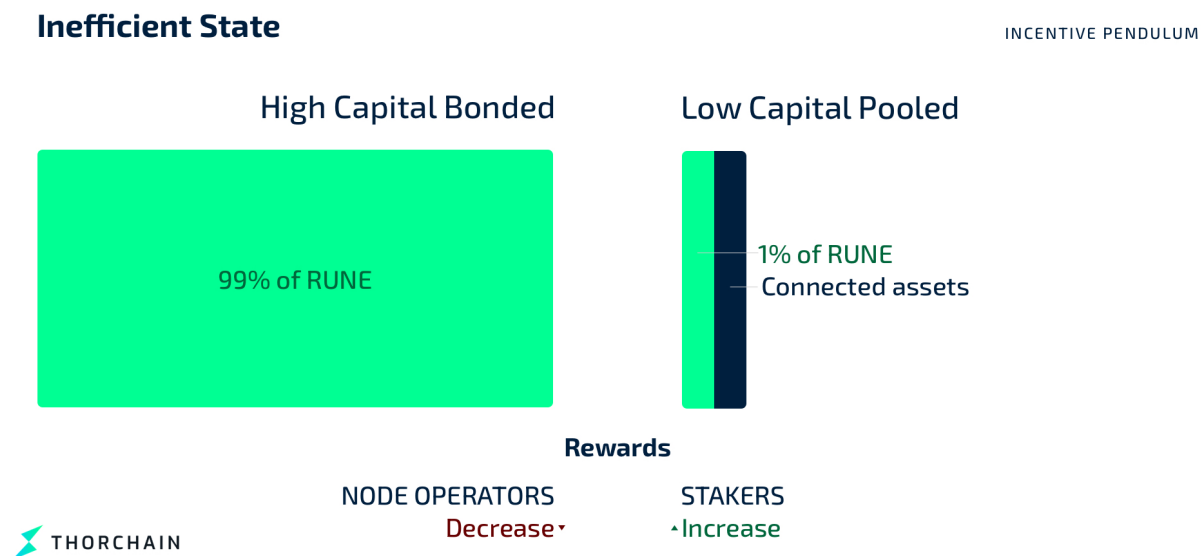 Inefficient State
INCENTIVE PENDULUM
High Capital Bonded
Low Capital Pooled
99% of RUNE
1% of RUNE
Connected assets
Rewards
NODE OPERATORS
STAKERS
Decrease
Increase
THORCHAIN